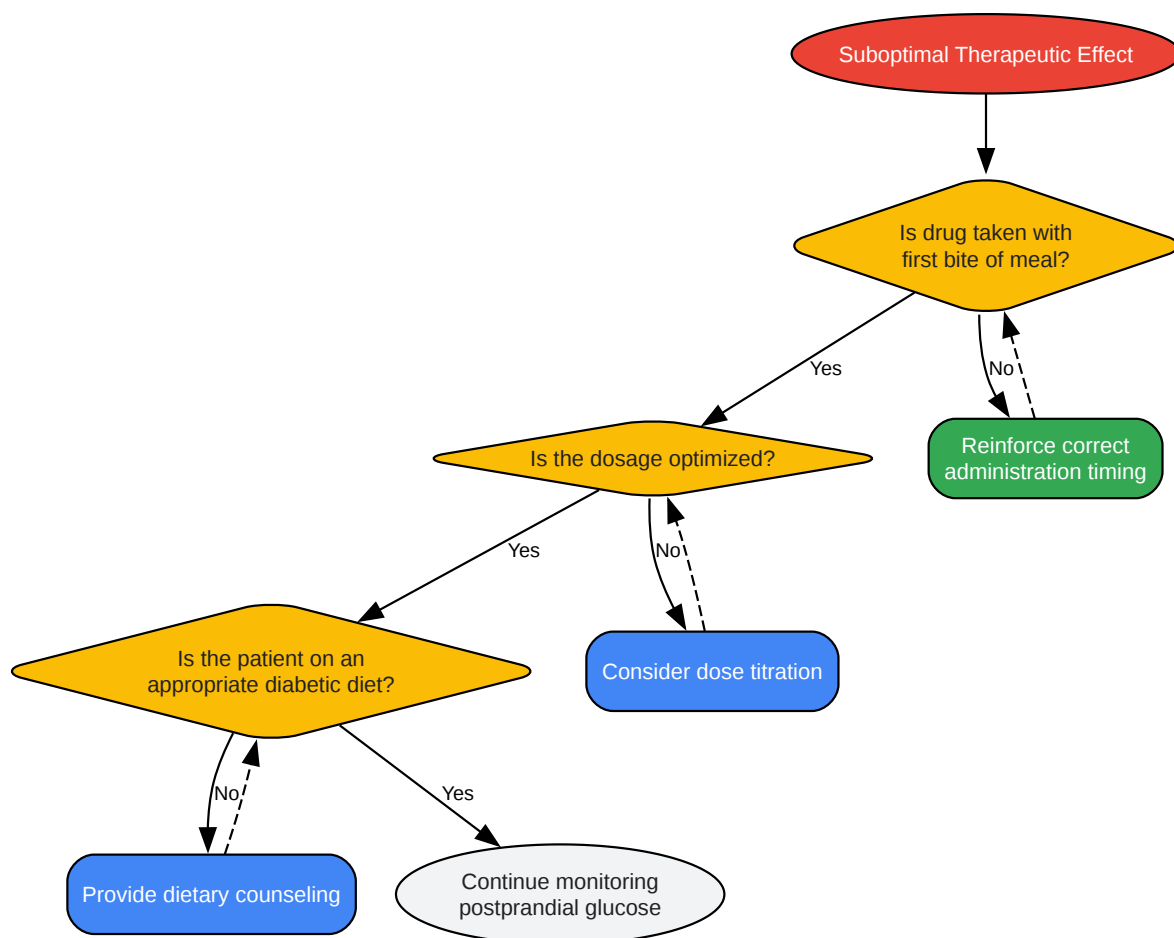 Suboptimal Therapeutic Effect
Is drug taken with
first bite of meal?
Yes
No
Reinforce correct
administration timing
Is the dosage optimized?
Yes
No
Consider dose titration
Is the patient on an
appropriate diabetic diet?
No
Yes
Provide dietary counseling
Continue monitoring
postprandial glucose